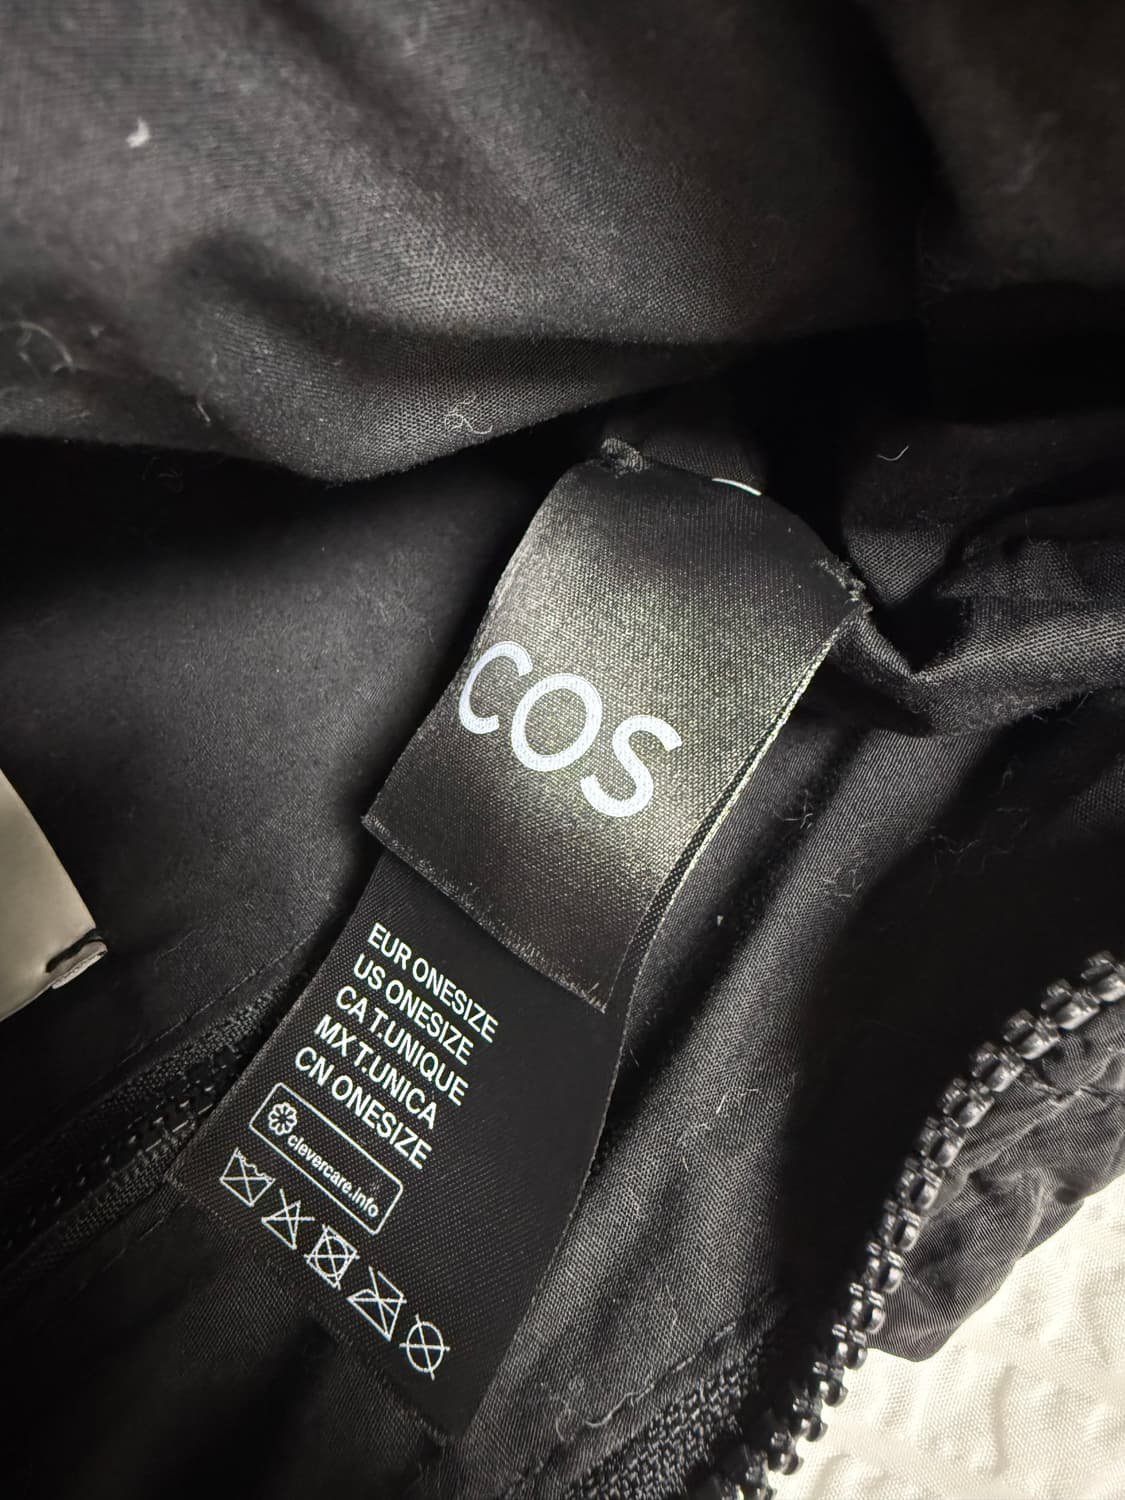 COS
EUR ONESIZE
US ONESIZE
CA T.UNIQUE
MX T.UNICA
CN ONESIZE
clevercare.info